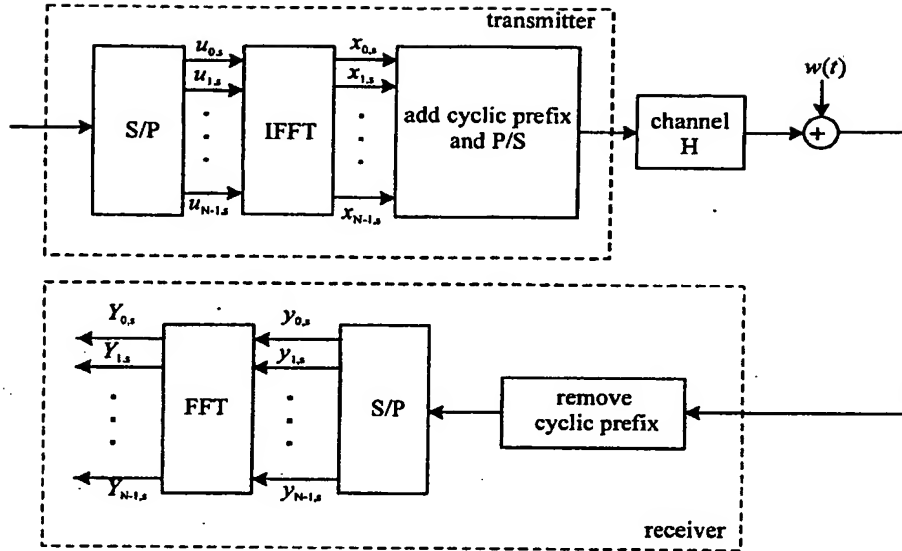 transmitter
S/P
u0,s
u1,s
uN-1,s
IFFT
x0,s
x1,s
xN-1,s
add cyclic prefix
and P/S
channel
H
w(t)
+
receiver
remove
cyclic prefix
S/P
y0,s
y1,s
yN-1,s
FFT
Y0,s
Y1,s
YN-1,s